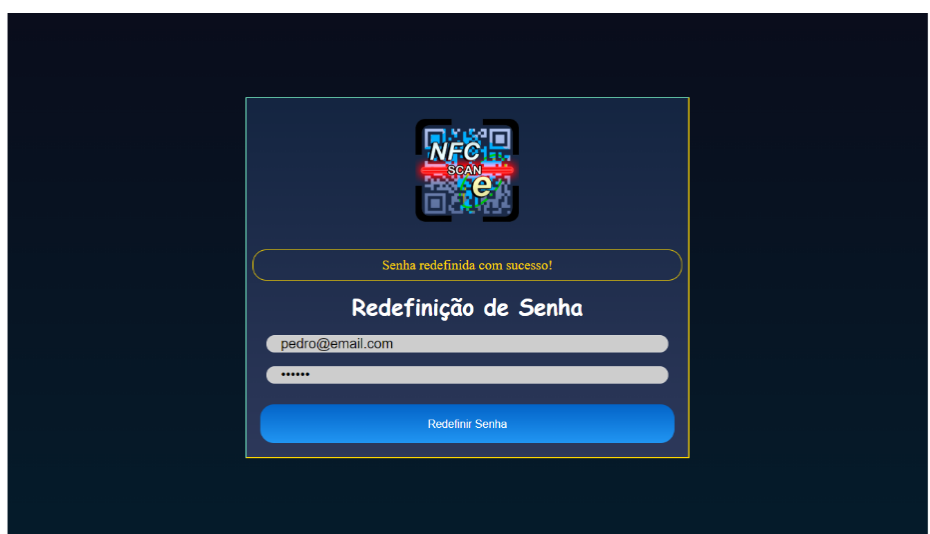 NFC
SCAN
e
Senha redefinida com sucesso!
Redefinição de Senha
pedro@email.com
••••••
Redefinir Senha